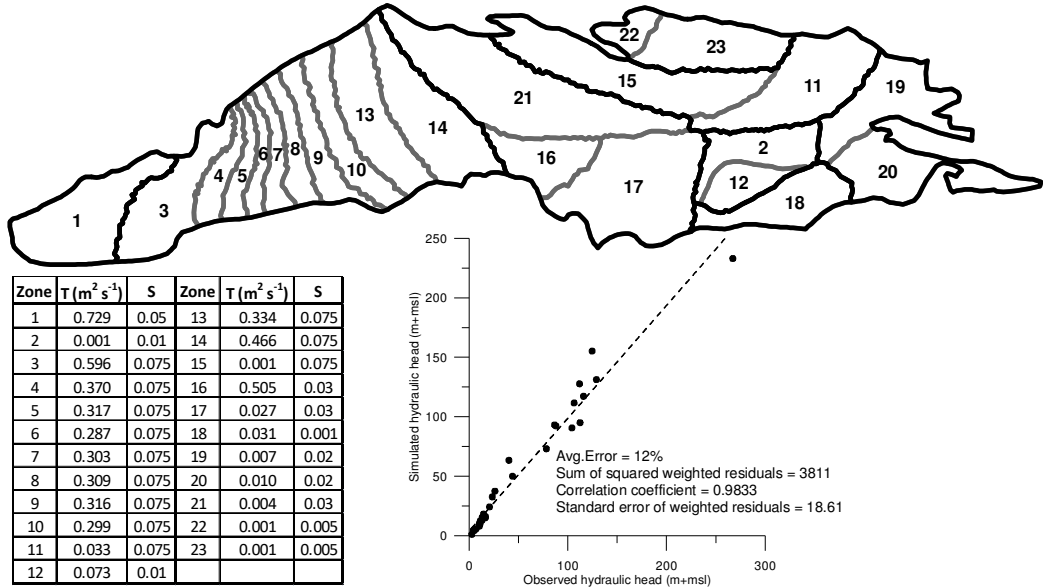 22
23
15
11
19
21
13
14
2
6 7 8 9
16
10
4 5
17
12
20
18
3
1
Zone T (m² s⁻¹) S Zone T (m² s⁻¹) S
1 0.729 0.05 13 0.334 0.075
2 0.001 0.01 14 0.466 0.075
3 0.596 0.075 15 0.001 0.075
4 0.370 0.075 16 0.505 0.03
5 0.317 0.075 17 0.027 0.03
6 0.287 0.075 18 0.031 0.001
7 0.303 0.075 19 0.007 0.02
8 0.309 0.075 20 0.010 0.02
9 0.316 0.075 21 0.004 0.03
10 0.299 0.075 22 0.001 0.005
11 0.033 0.075 23 0.001 0.005
12 0.073 0.01
Simulated hydraulic head (m+msl)
250
200
150
100
50
0
Avg.Error = 12%
Sum of squared weighted residuals = 3811
Correlation coefficient = 0.9833
Standard error of weighted residuals = 18.61
0 100 200 300
Observed hydraulic head (m+msl)